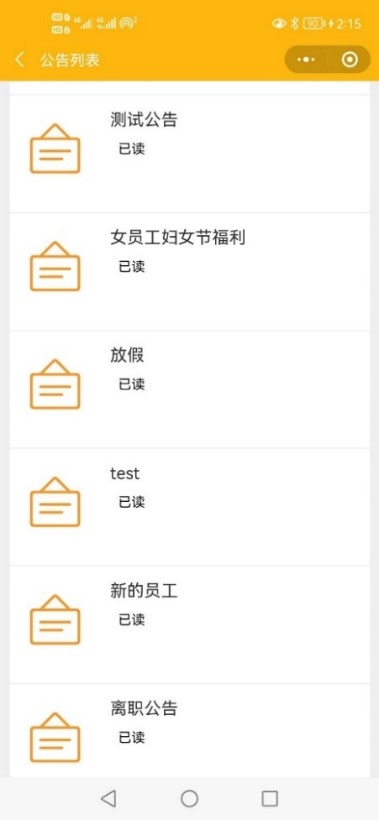 90 2:15
公告列表
测试公告
已读
女员工妇女节福利
已读
放假
已读
test
已读
新的员工
已读
离职公告
已读